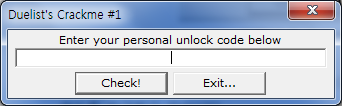 Duelist's Crackme #1
Enter your personal unlock code below
Check!
Exit...